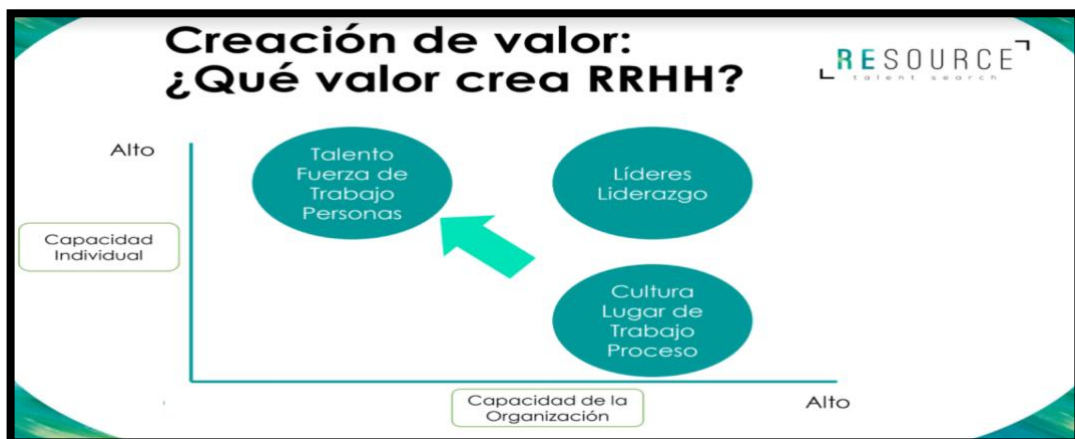 Creación de valor:
¿Qué valor crea RRHH?
RESOURCE
talent search
Alto
Talento
Fuerza de
Trabajo
Personas
Líderes
Liderazgo
Capacidad
Individual
Cultura
Lugar de
Trabajo
Proceso
Capacidad de la
Organización
Alto